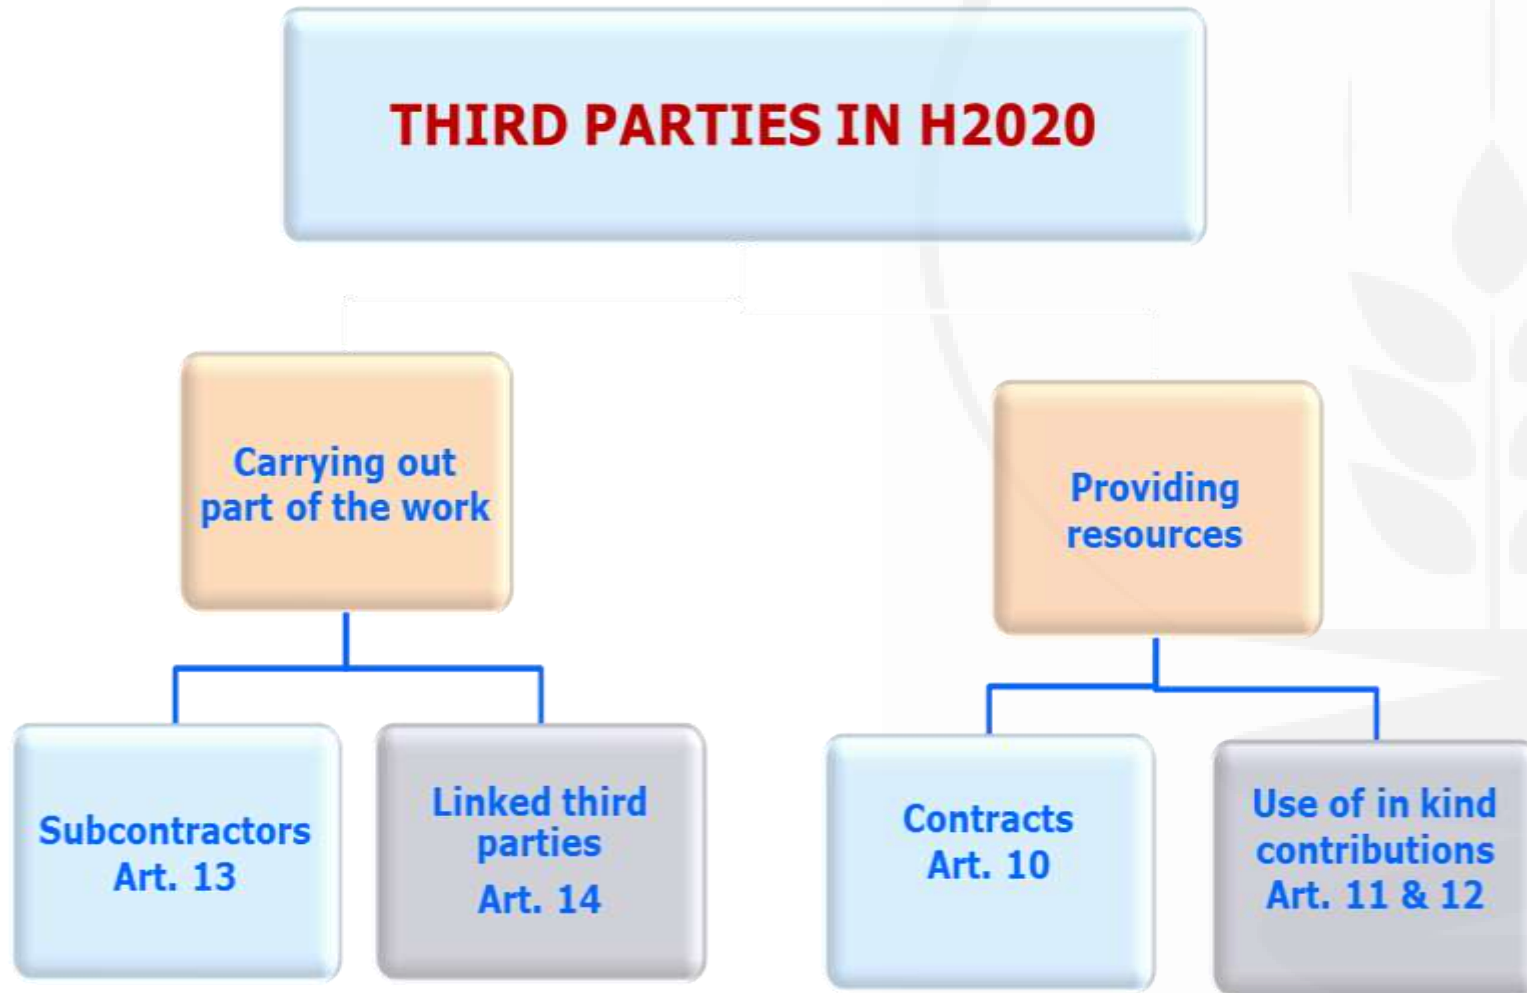 THIRD PARTIES IN H2020
Carrying out
part of the work
Providing
resources
Subcontractors
Art. 13
Linked third
parties
Art. 14
Contracts
Art. 10
Use of in kind
contributions
Art. 11 & 12